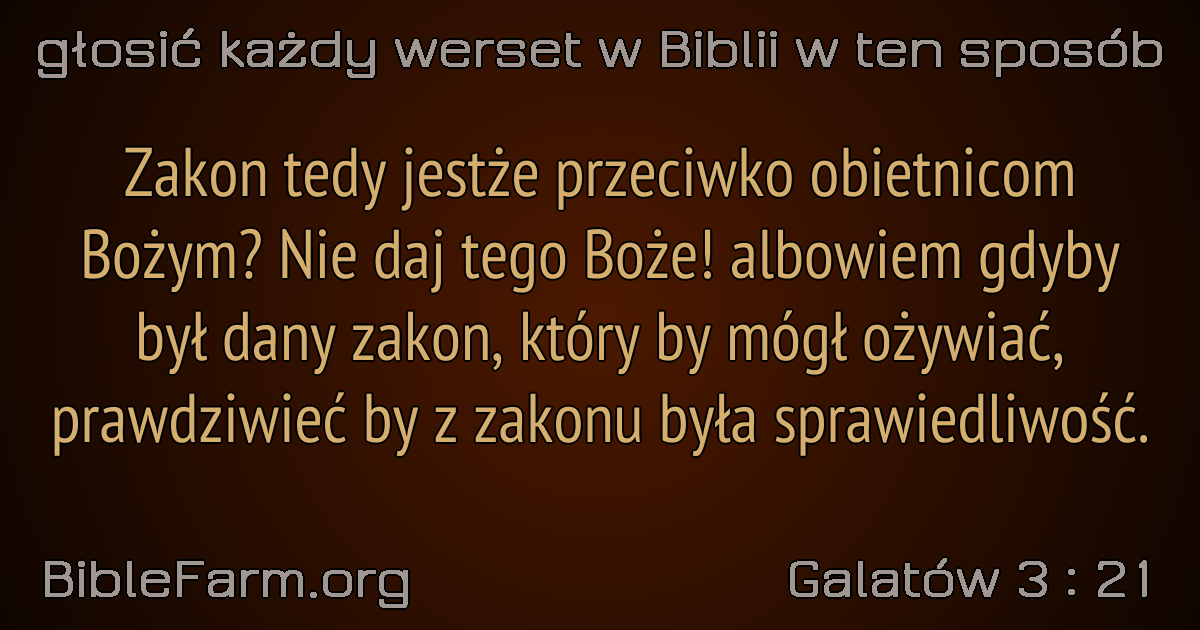 głosić każdy werset w Biblii w ten sposób
Zakon tedy jestże przeciwko obietnicom
Bożym? Nie daj tego Boże! albowiem gdyby
był dany zakon, który by mógł ożywiać,
prawdziwieć by z zakonu była sprawiedliwość.
BibleFarm.org
Galatów 3 : 21